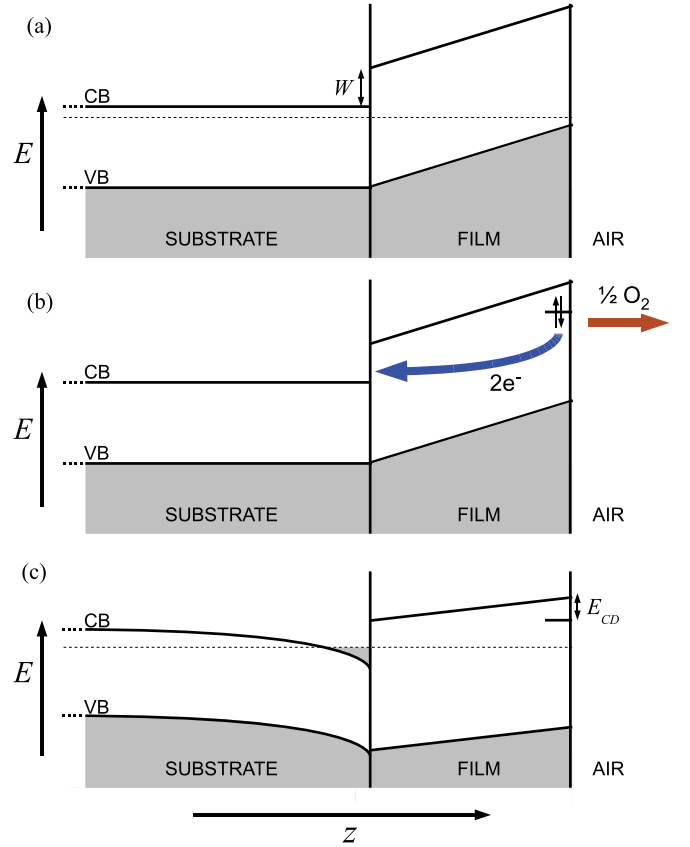 (a)
CB
W
E
VB
SUBSTRATE
FILM
AIR
(b)
½ O₂
CB
2e⁻
E
VB
SUBSTRATE
FILM
AIR
(c)
CB
E_CD
E
VB
SUBSTRATE
FILM
AIR
z